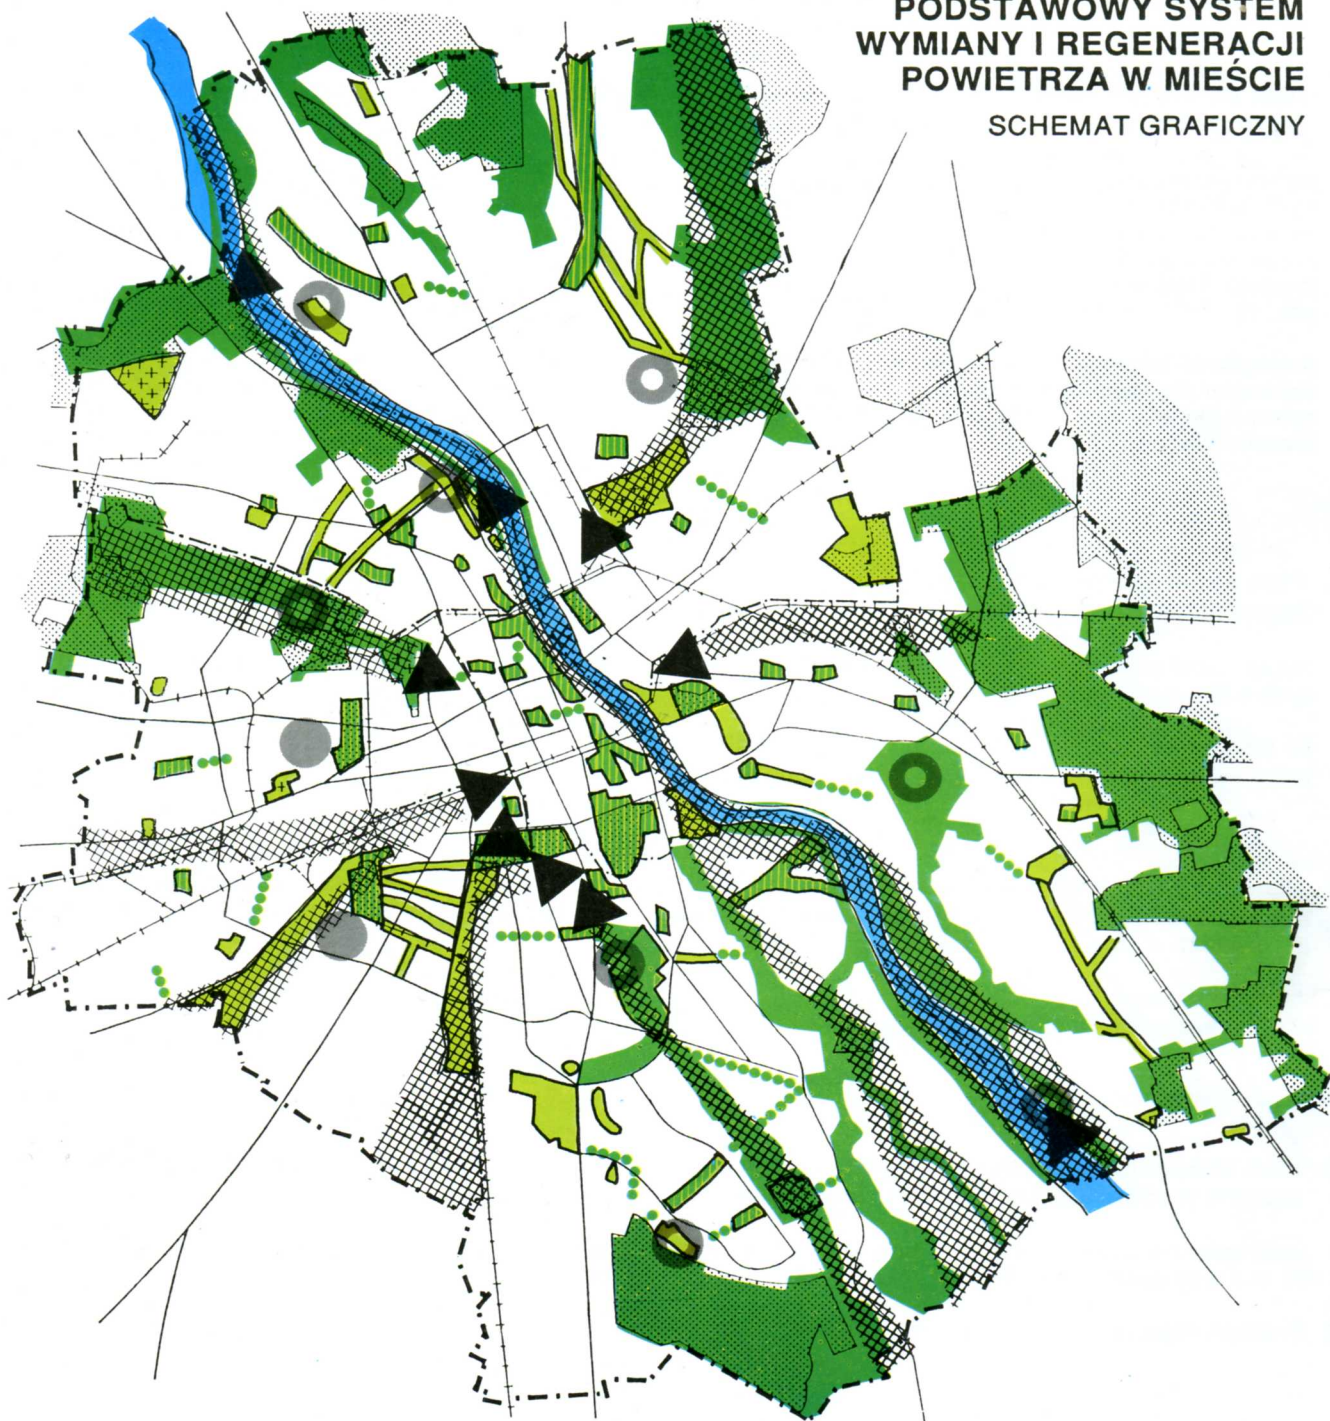 PODSTAWOWY SYSTEM
WYMIANY I REGENERACJI
POWIETRZA W MIEŚCIE
SCHEMAT GRAFICZNY